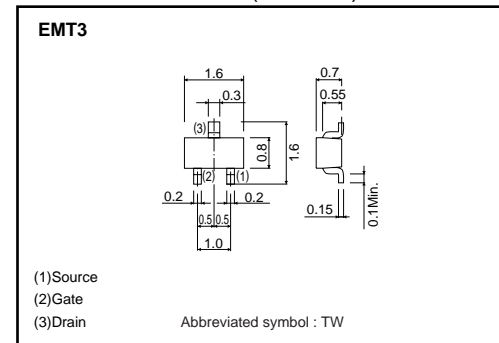 EMT3
1.6
0.3
(3)
0.8
1.6
(2)
(1)
0.2
0.2
0.5 0.5
1.0
0.7
0.55
0.15
0.1Min.
(1)Source
(2)Gate
(3)Drain
Abbreviated symbol : TW